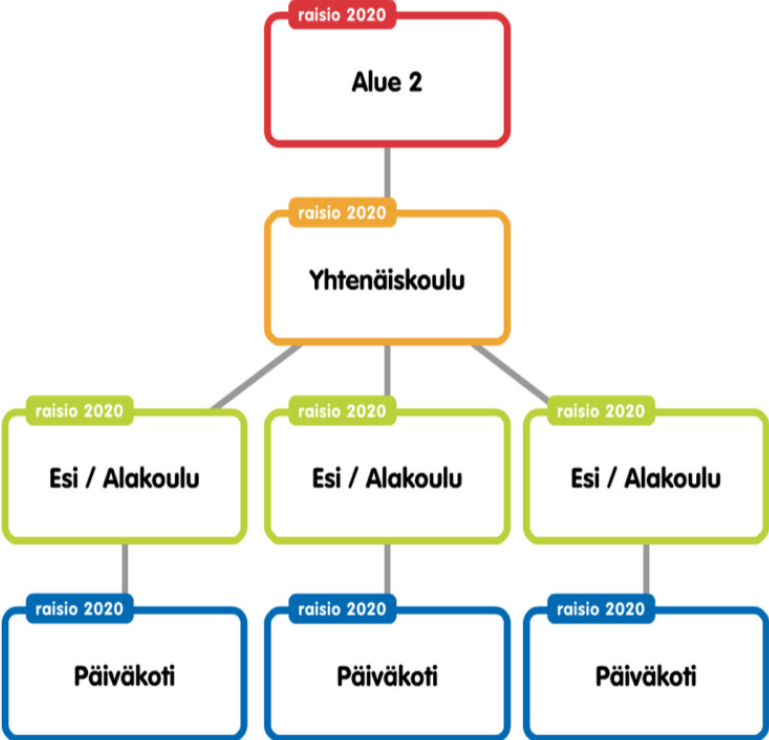 raisio 2020
Alue 2
raisio 2020
Yhtenäiskoulu
raisio 2020
Esi / Alakoulu
raisio 2020
Esi / Alakoulu
raisio 2020
Esi / Alakoulu
raisio 2020
Päiväkoti
raisio 2020
Päiväkoti
raisio 2020
Päiväkoti